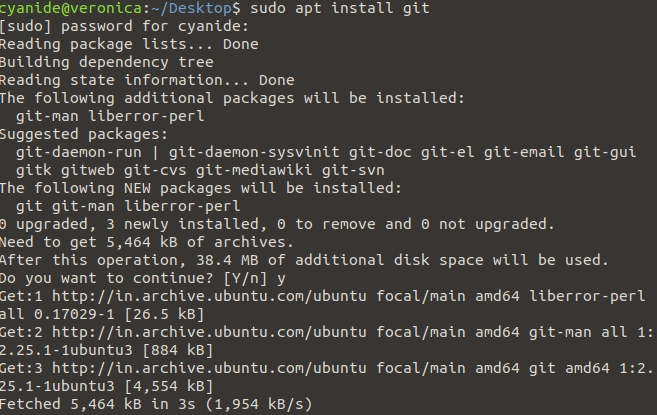 cyanide@veronica:~/Desktop$ sudo apt install git
[sudo] password for cyanide:
Reading package lists... Done
Building dependency tree
Reading state information... Done
The following additional packages will be installed:
  git-man liberror-perl
Suggested packages:
  git-daemon-run | git-daemon-sysvinit git-doc git-el git-email git-gui
  gitk gitweb git-cvs git-mediawiki git-svn
The following NEW packages will be installed:
  git git-man liberror-perl
0 upgraded, 3 newly installed, 0 to remove and 0 not upgraded.
Need to get 5,464 kB of archives.
After this operation, 38.4 MB of additional disk space will be used.
Do you want to continue? [Y/n] y
Get:1 http://in.archive.ubuntu.com/ubuntu focal/main amd64 liberror-perl
all 0.17029-1 [26.5 kB]
Get:2 http://in.archive.ubuntu.com/ubuntu focal/main amd64 git-man all 1:
2.25.1-1ubuntu3 [884 kB]
Get:3 http://in.archive.ubuntu.com/ubuntu focal/main amd64 git amd64 1:2.
25.1-1ubuntu3 [4,554 kB]
Fetched 5,464 kB in 3s (1,954 kB/s)